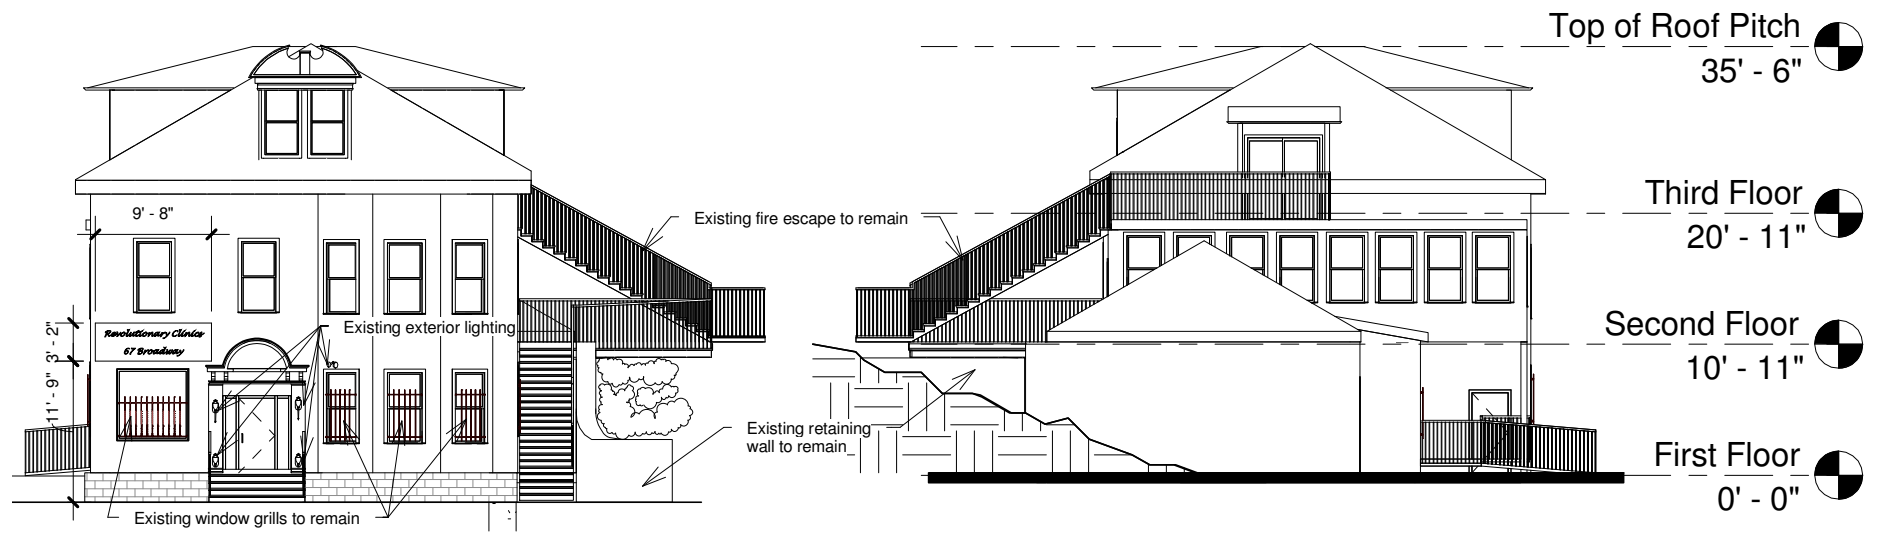 Top of Roof Pitch
35' - 6"
Third Floor
20' - 11"
Second Floor
10' - 11"
First Floor
0' - 0"
9' - 8"
3' - 2"
11' - 9"
Revolutionary Clinics
67 Broadway
Existing exterior lighting
Existing fire escape to remain
Existing retaining
wall to remain
Existing window grills to remain